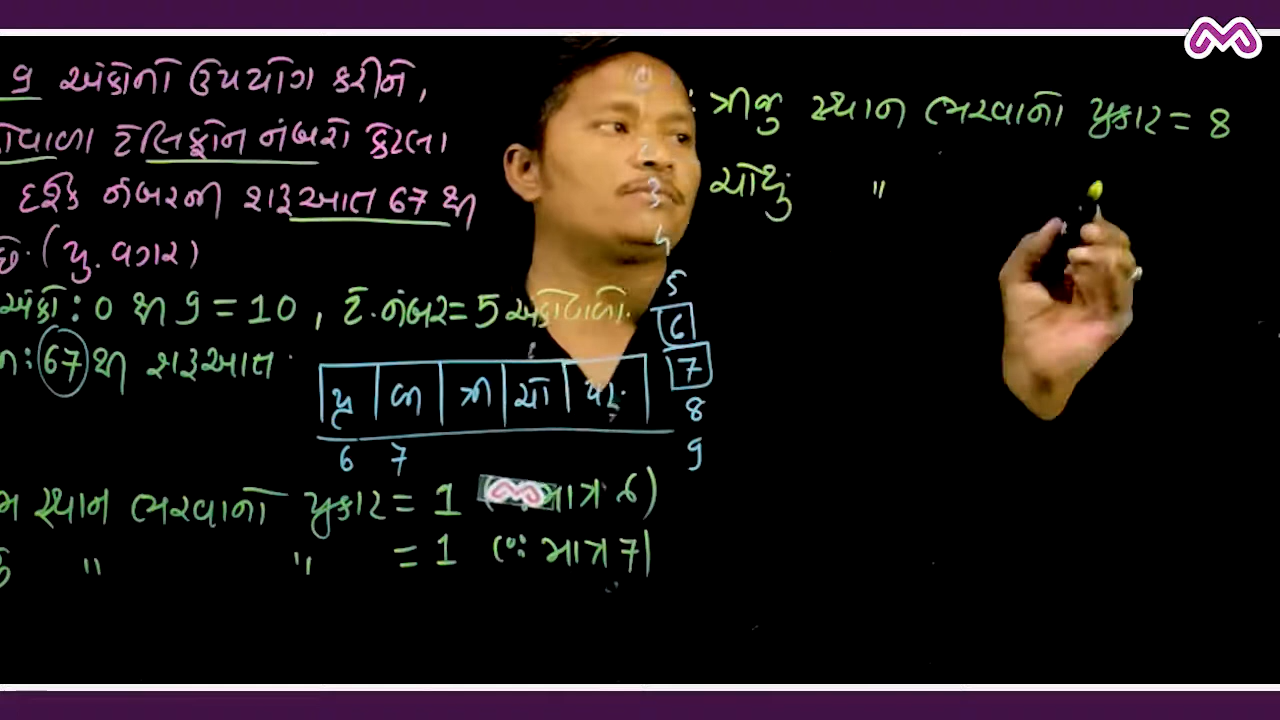 9 અંકોનો ઉપયોગ કરીને,
વાળા ટેલિફોન નંબરો કેટલા
દરેક નંબરની શરૂઆત 67 થી
છે. (પુ. વગર)
અંકો: 0 થી 9 = 10 , ટે.નંબર = 5 અંકોવાળા.
67 થી શરૂઆત
પ્ર બી ત્રી ચો પાં
6 7
5
6
7
8
9
સ્થાન ભરવાનો પ્રકાર = 1 માત્ર 6)
" " = 1 (∵ માત્ર 7)
: ત્રીજુ સ્થાન ભરવાનો પ્રકાર = 8
ચોથું "